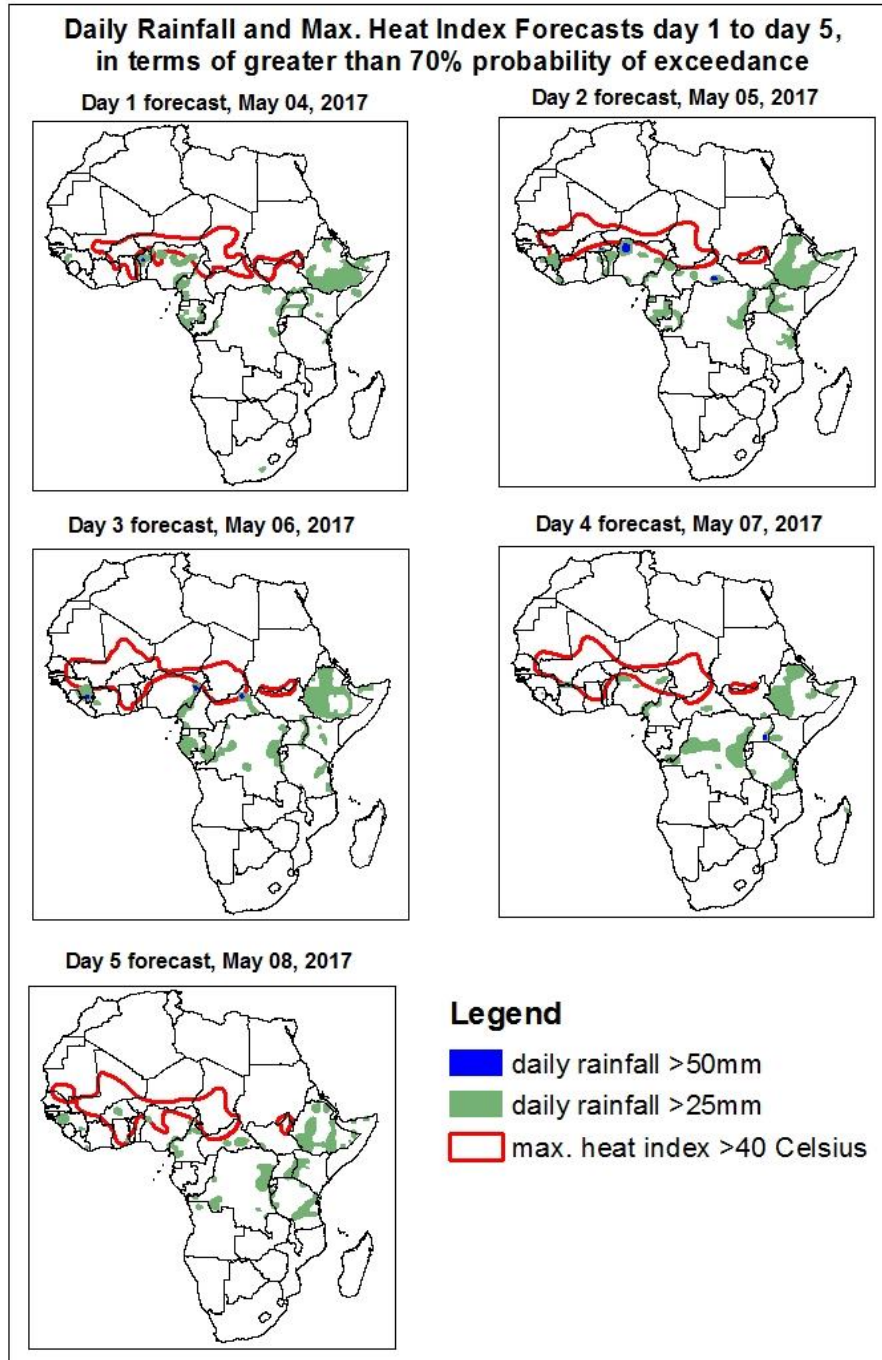 Daily Rainfall and Max. Heat Index Forecasts day 1 to day 5,
in terms of greater than 70% probability of exceedance
Day 1 forecast, May 04, 2017
Day 2 forecast, May 05, 2017
Day 3 forecast, May 06, 2017
Day 4 forecast, May 07, 2017
Day 5 forecast, May 08, 2017
Legend
daily rainfall >50mm
daily rainfall >25mm
max. heat index >40 Celsius